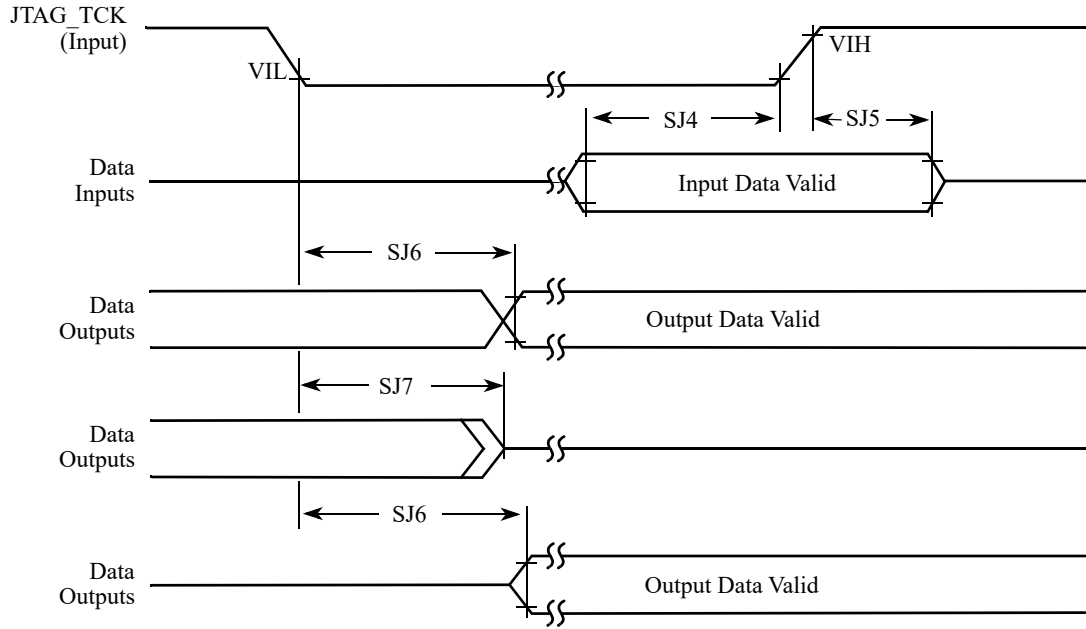 JTAG_TCK
(Input)
VIL
VIH
SJ4
SJ5
Data
Inputs
Input Data Valid
SJ6
Data
Outputs
Output Data Valid
SJ7
Data
Outputs
SJ6
Data
Outputs
Output Data Valid